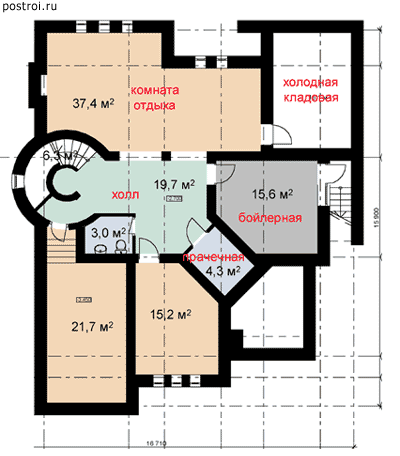 postroi.ru
комната
отдыха
37,4 м²
холодная
кладовая
6,3 м²
холл
19,7 м²
15,6 м²
бойлерная
3,0 м²
прачечная
4,3 м²
21,7 м²
15,2 м²
15 900
16 710